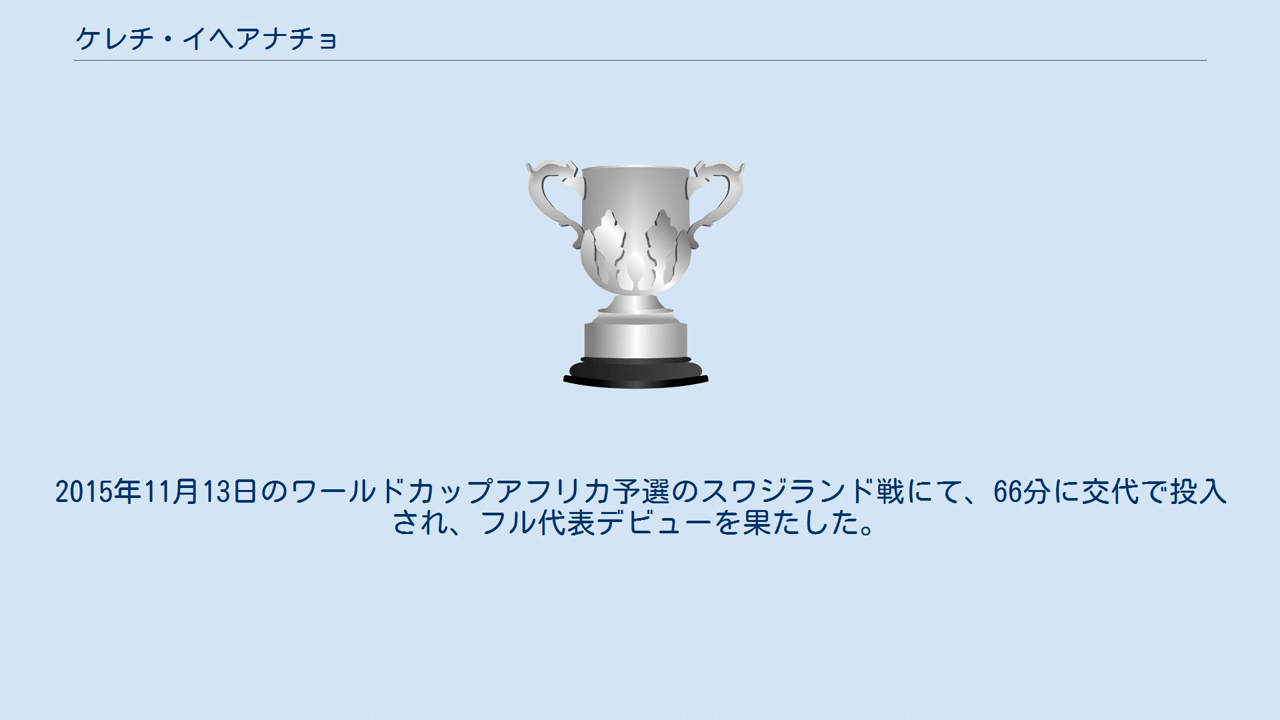 ケレチ・イヘアナチョ
2015年11月13日のワールドカップアフリカ予選のスワジランド戦にて、66分に交代で投入
され、フル代表デビューを果たした。